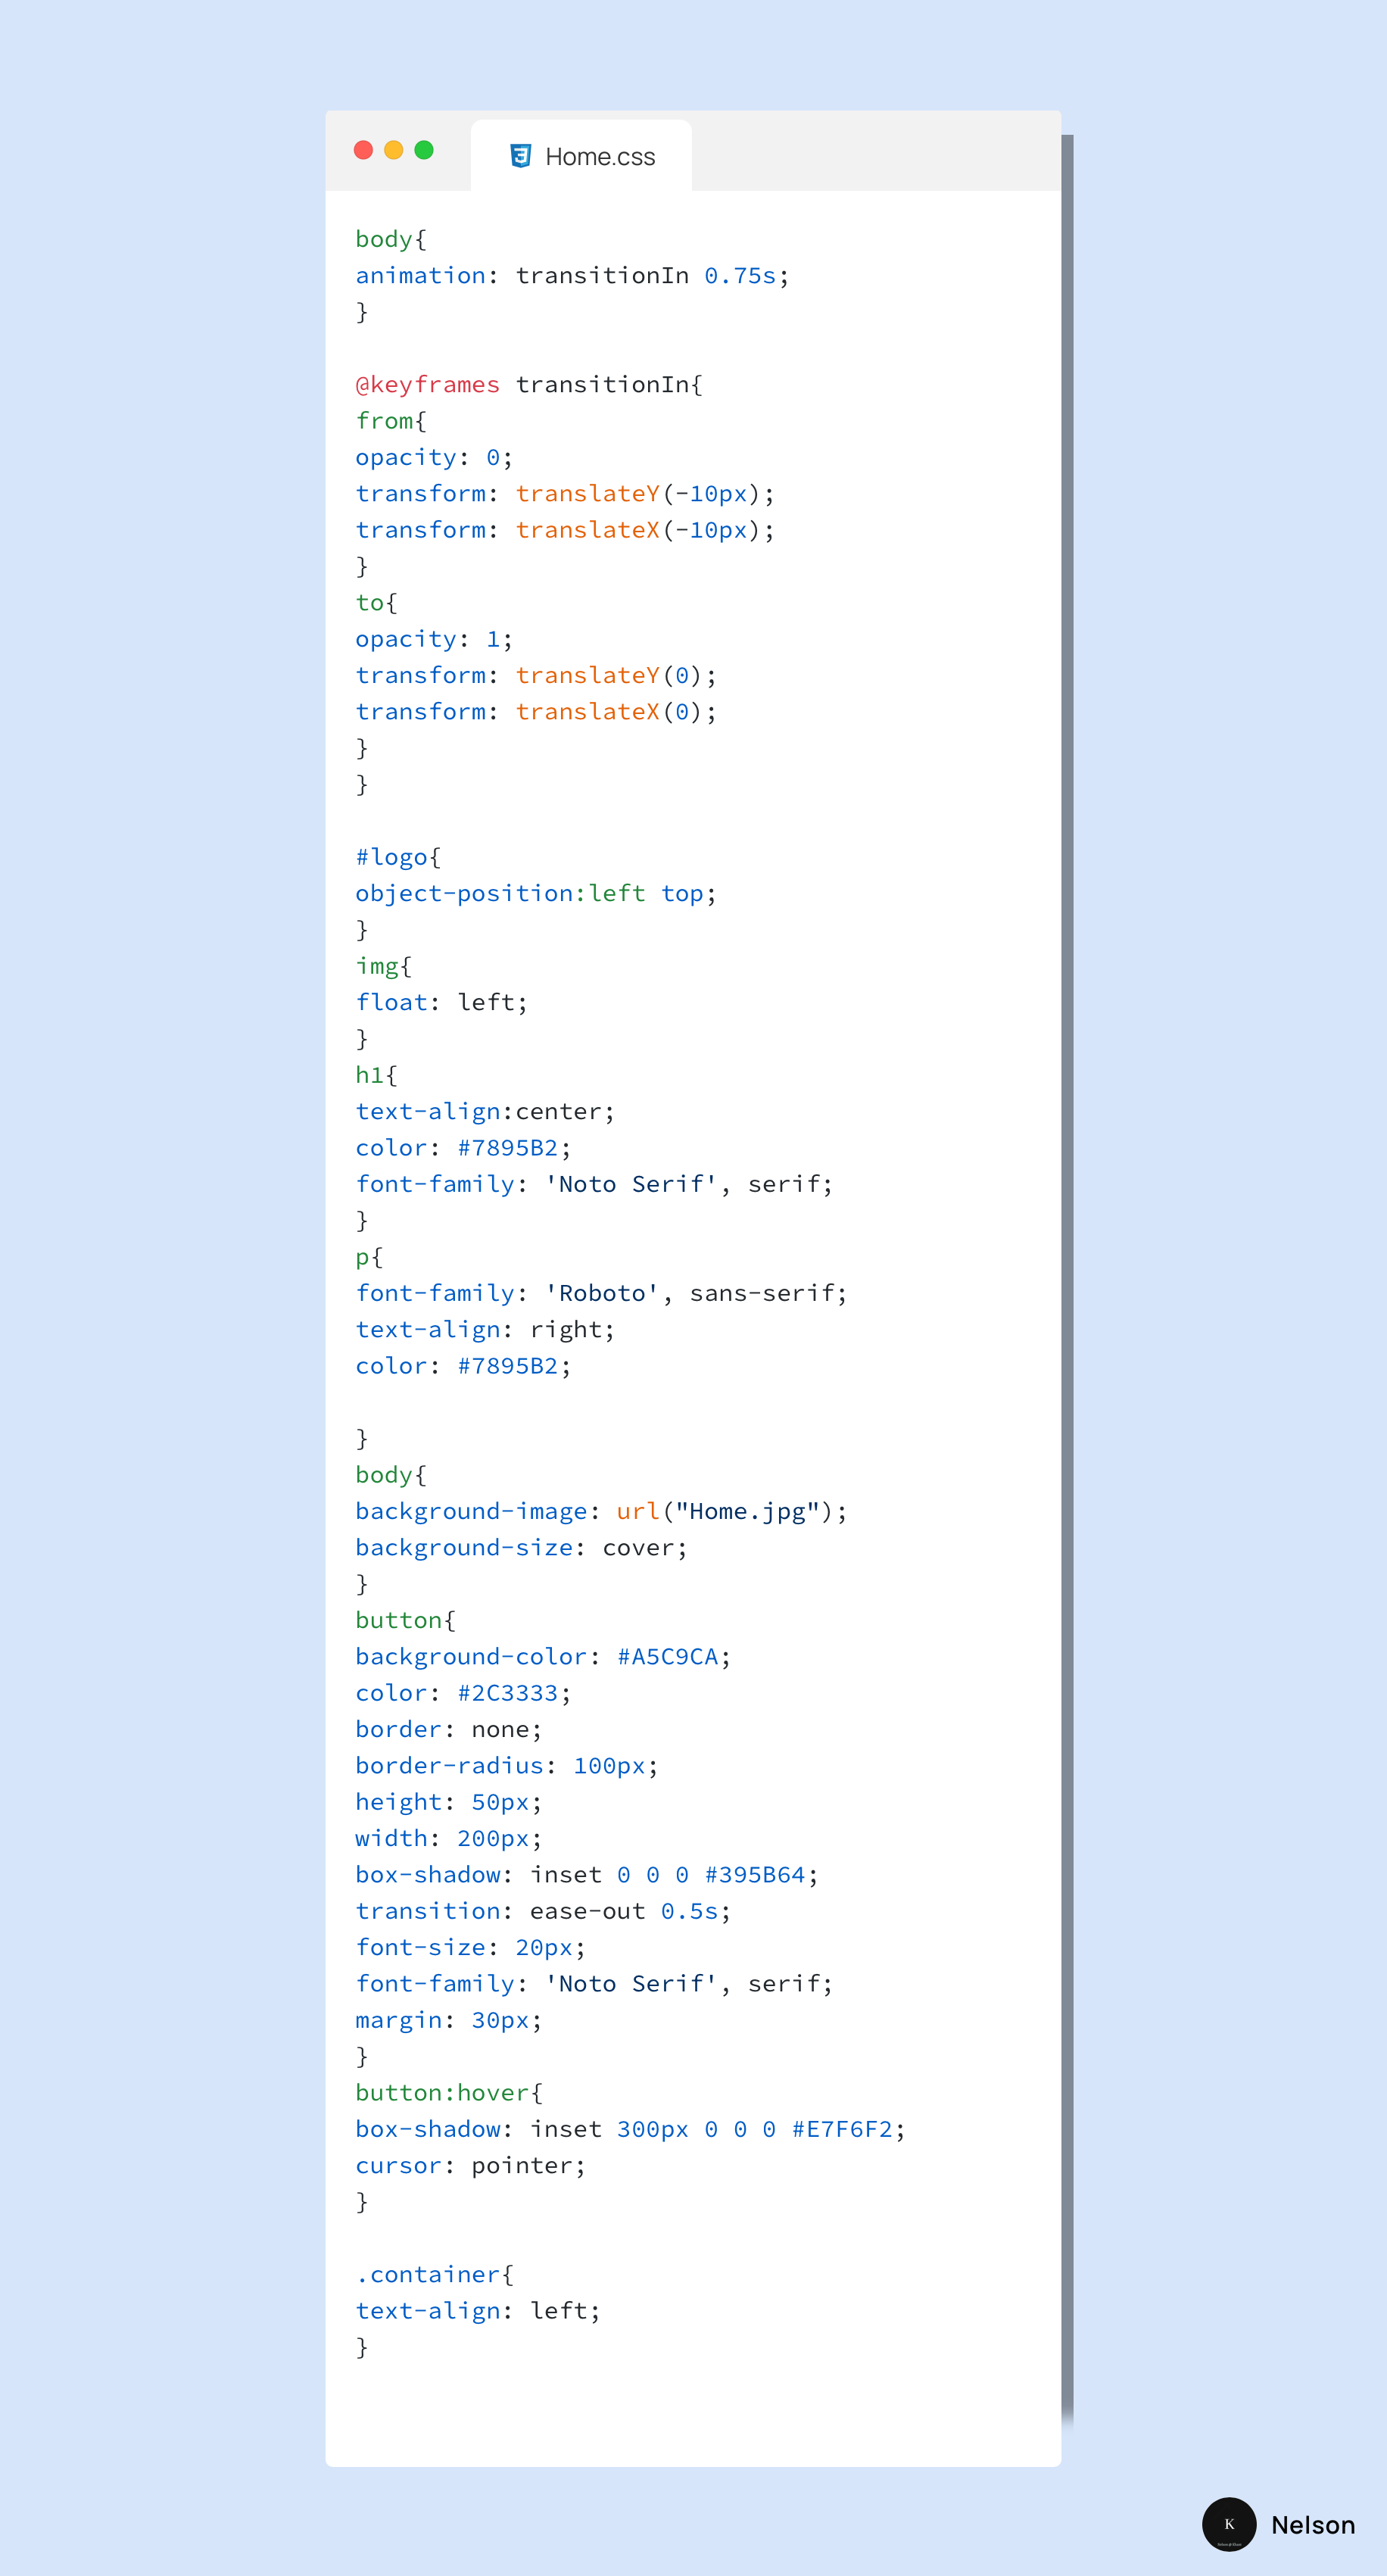 Home.css
body{
animation: transitionIn 0.75s;
}
@keyframes transitionIn{
from{
opacity: 0;
transform: translateY(-10px);
transform: translateX(-10px);
}
to{
opacity: 1;
transform: translateY(0);
transform: translateX(0);
}
}
#logo{
object-position:left top;
}
img{
float: left;
}
h1{
text-align:center;
color: #7895B2;
font-family: 'Noto Serif', serif;
}
p{
font-family: 'Roboto', sans-serif;
text-align: right;
color: #7895B2;
}
body{
background-image: url("Home.jpg");
background-size: cover;
}
button{
background-color: #A5C9CA;
color: #2C3333;
border: none;
border-radius: 100px;
height: 50px;
width: 200px;
box-shadow: inset 0 0 0 #395B64;
transition: ease-out 0.5s;
font-size: 20px;
font-family: 'Noto Serif', serif;
margin: 30px;
}
button:hover{
box-shadow: inset 300px 0 0 0 #E7F6F2;
cursor: pointer;
}
.container{
text-align: left;
}
K
Nelson